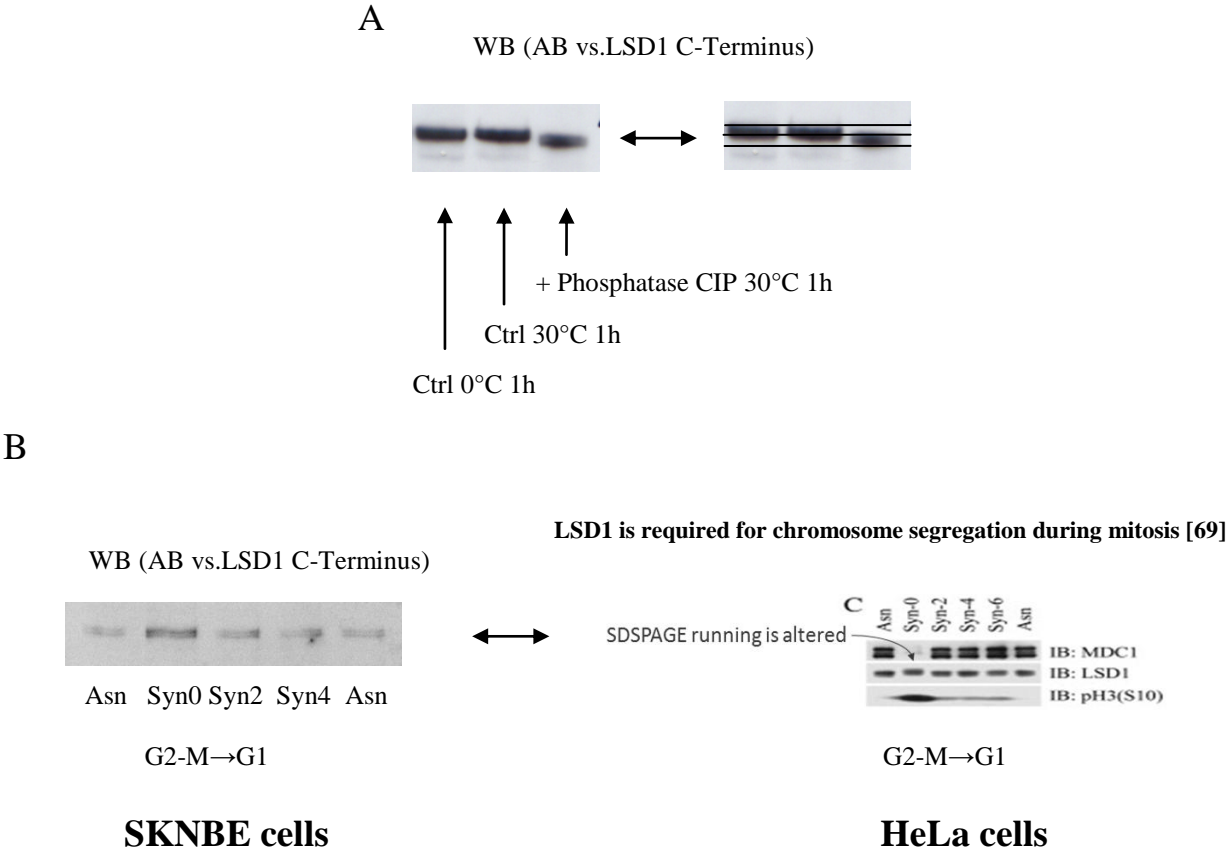 A
WB (AB vs.LSD1 C-Terminus)
+ Phosphatase CIP 30°C 1h
Ctrl 30°C 1h
Ctrl 0°C 1h
B
LSD1 is required for chromosome segregation during mitosis [69]
WB (AB vs.LSD1 C-Terminus)
Asn Syn0 Syn2 Syn4 Asn
G2-M→G1
SKNBE cells
C
Asn Syn-0 Syn-2 Syn-4 Syn-6 Asn
SDSPAGE running is altered
IB: MDC1
IB: LSD1
IB: pH3(S10)
G2-M→G1
HeLa cells